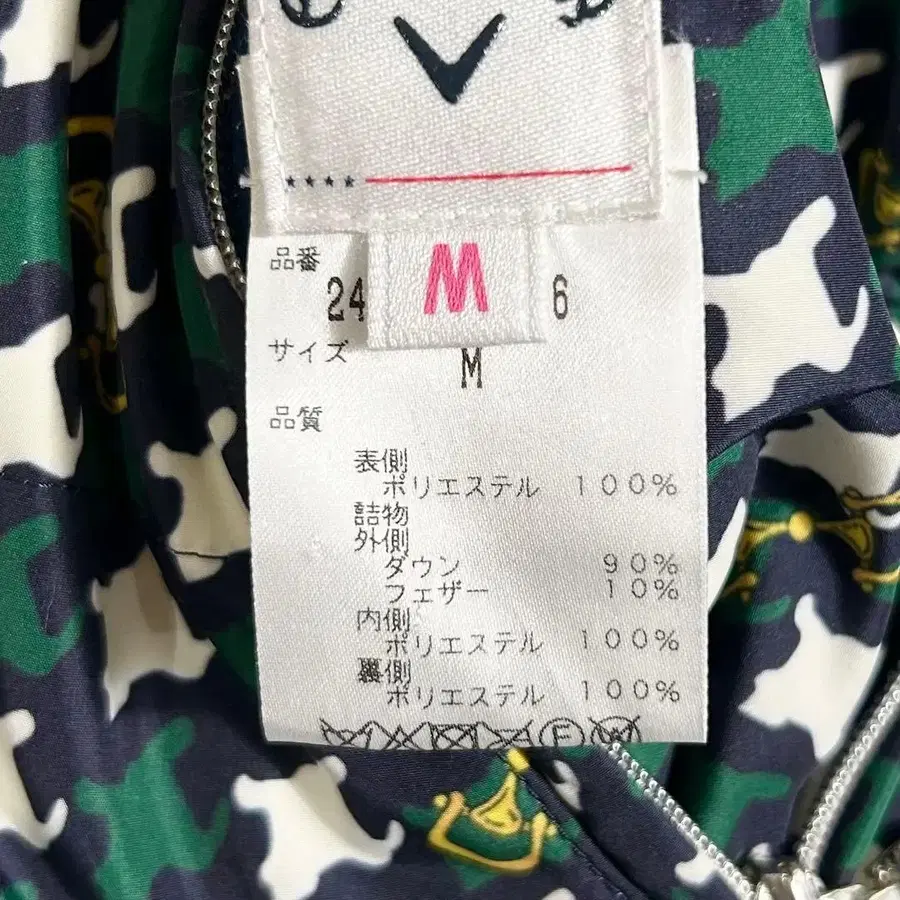 M
品番
24 6
サイズ
M
品質
表側
ポリエステル 100%
詰物
外側
ダウン 90%
フェザー 10%
内側
ポリエステル 100%
裏側
ポリエステル 100%